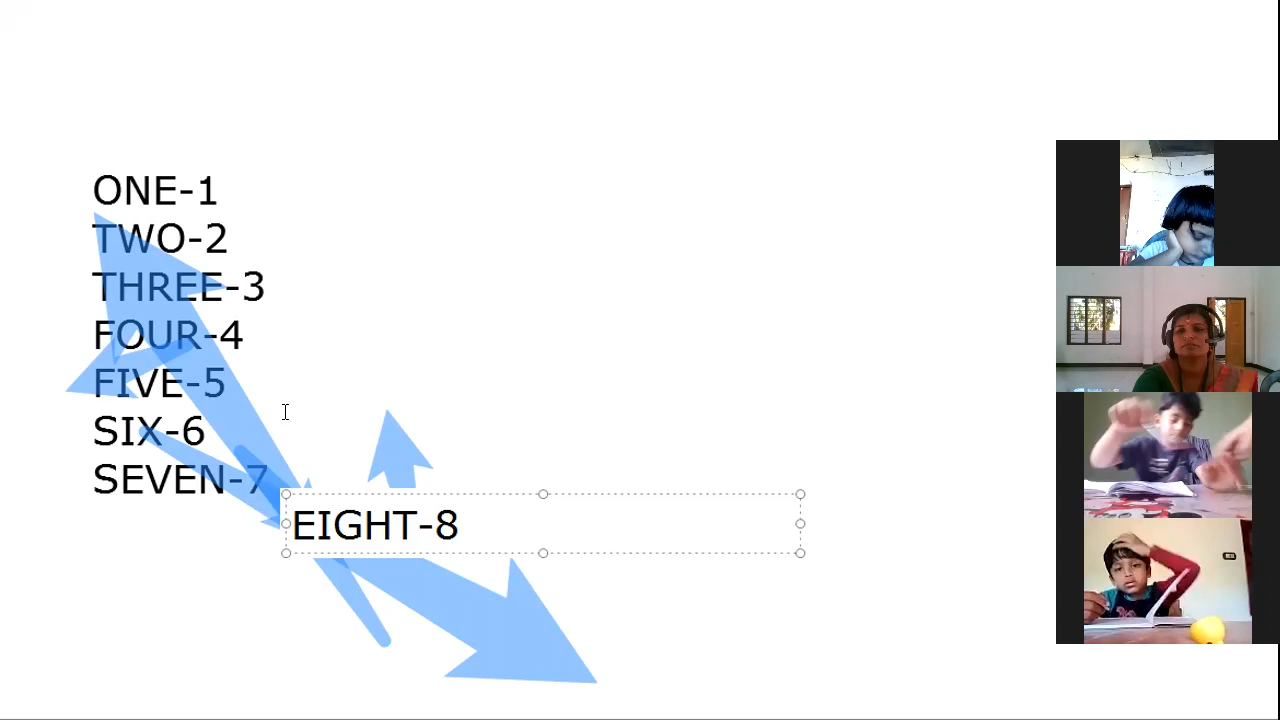 ONE-1
TWO-2
THREE-3
FOUR-4
FIVE-5
SIX-6
SEVEN-7
EIGHT-8